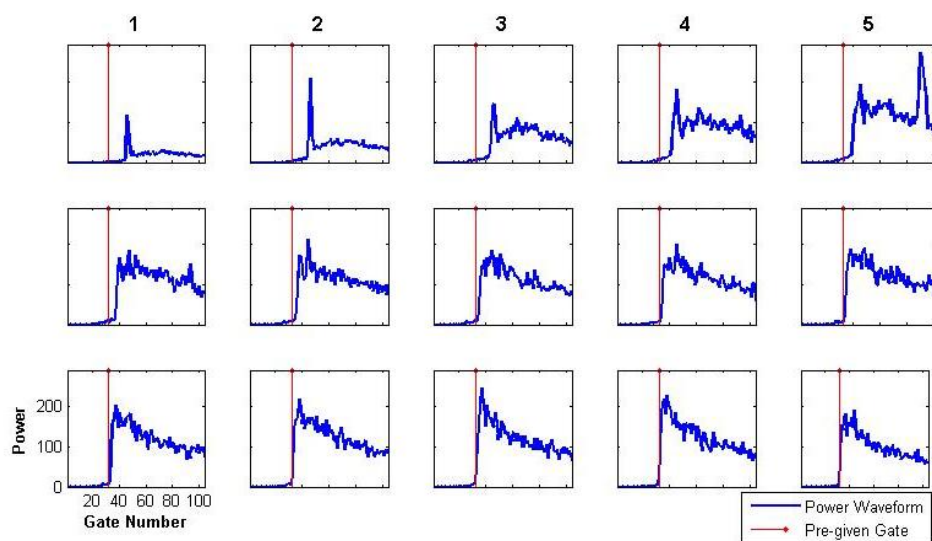 1 2 3 4 5
200
100
0
Power
20 40 60 80 100
Gate Number
Power Waveform
Pre-given Gate